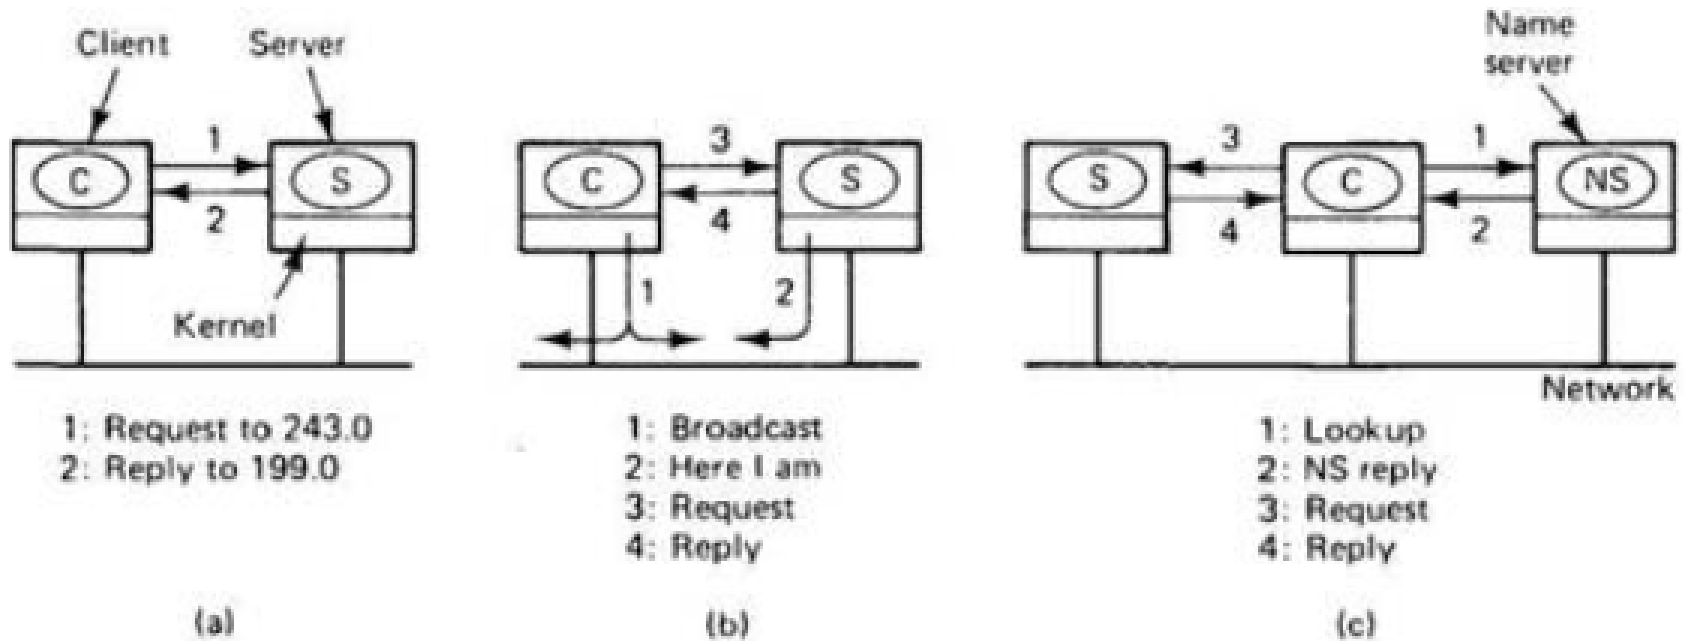 Client
Server
C
S
1
2
Kernel
1: Request to 243.0
2: Reply to 199.0
(a)
C
S
3
4
1
2
1: Broadcast
2: Here I am
3: Request
4: Reply
(b)
Name
server
S
C
NS
3
4
1
2
Network
1: Lookup
2: NS reply
3: Request
4: Reply
(c)